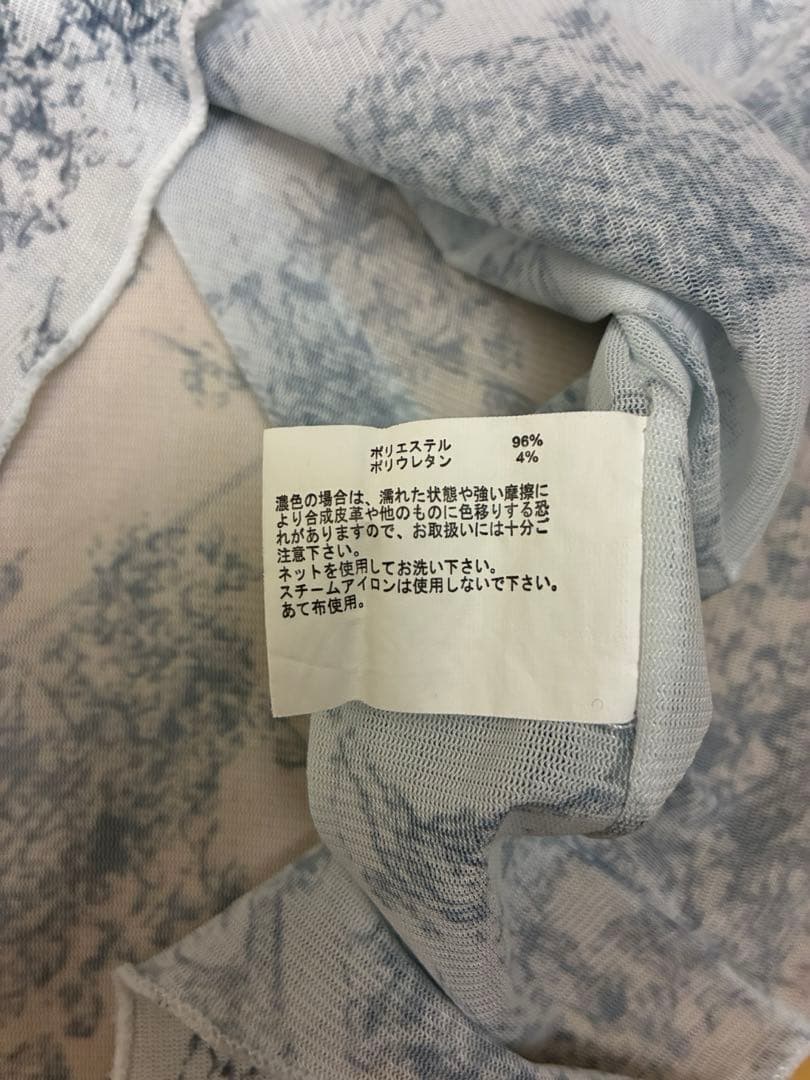 ポリエステル 96%
ポリウレタン 4%
濃色の場合は、濡れた状態や強い摩擦に
より合成皮革や他のものに色移りする恐
れがありますので、お取扱いには十分ご
注意下さい。
ネットを使用してお洗い下さい。
スチームアイロンは使用しないで下さい。
あて布使用。